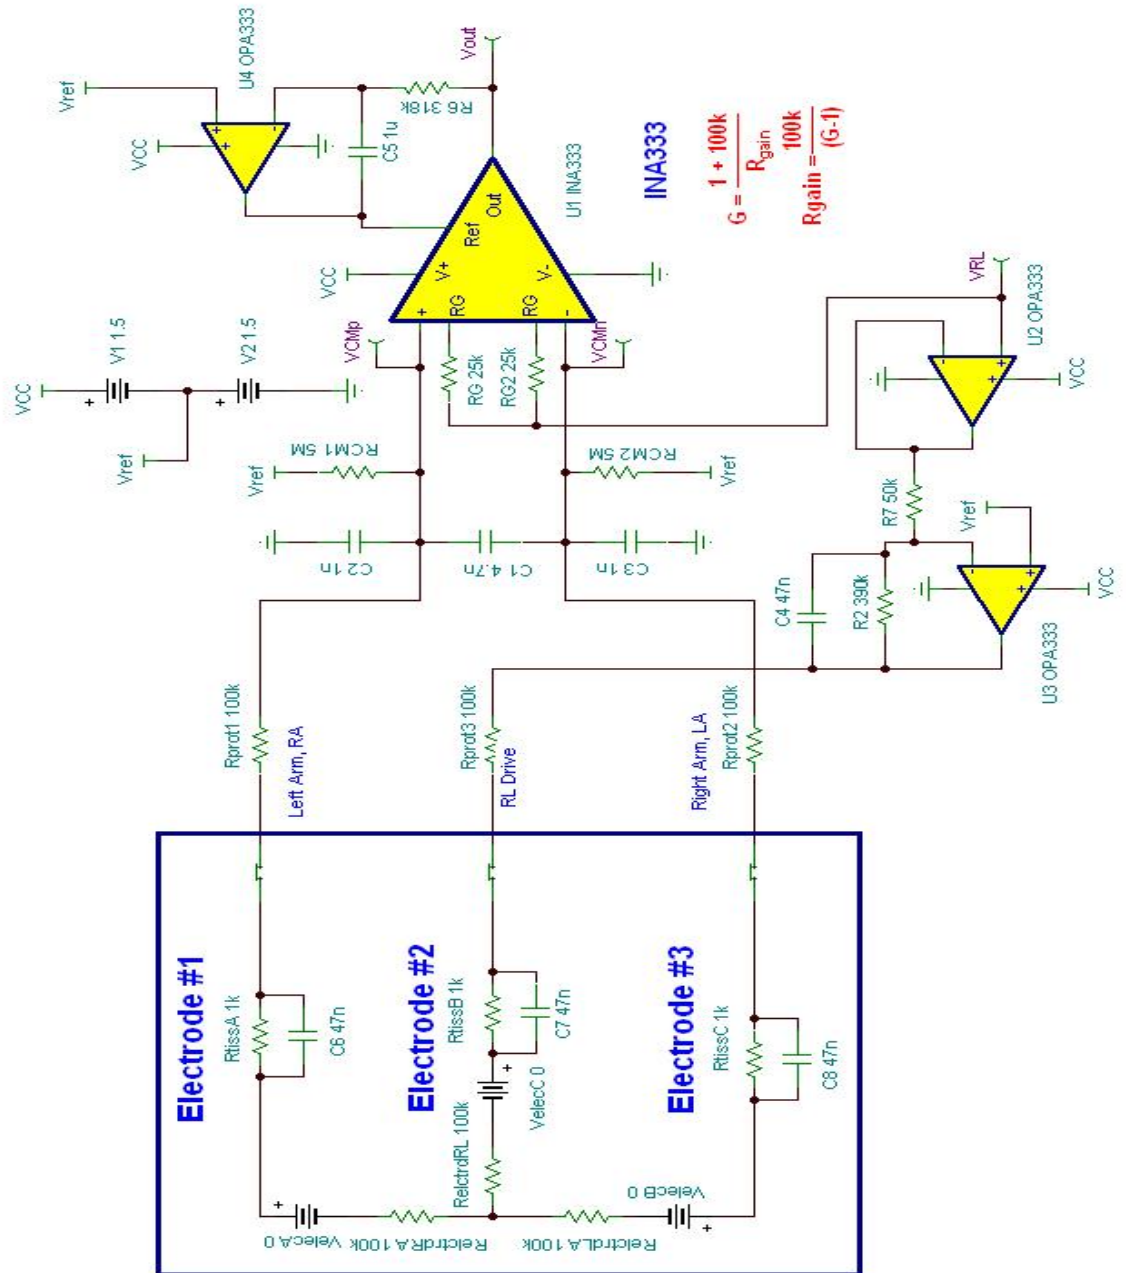 Vref
VCC
U4 OPA333
C5 1u
R6 318k
Vout
VCC
V1 1.5
+
V2 1.5
+
Vref
VCC
V+
Ref
Out
+
RG
RG
-
V-
U1 INA333
INA333
G = 1 + 100k
Rgain
Rgain = 100k
(G-1)
VCMp
VCMn
RG 25k
RG2 25k
Vref
RCM1 5M
RCM2 5M
Vref
C2 1n
C1 4.7n
C3 1n
VRL
U2 OPA333
VCC
R7 50k
Vref
C4 47n
R2 390k
U3 OPA333
VCC
Rprot1 100k
Left Arm, RA
Rprot3 100k
RL Drive
Rprot2 100k
Right Arm, LA
Electrode #1
RtissA 1k
C6 47n
Electrode #2
RtissB 1k
C7 47n
VelecC 0
+
RelctrdRL 100k
Electrode #3
RtissC 1k
C8 47n
VelecA 0
+
RelctrdRA 100k
RelctrdLA 100k
VelecB 0
+